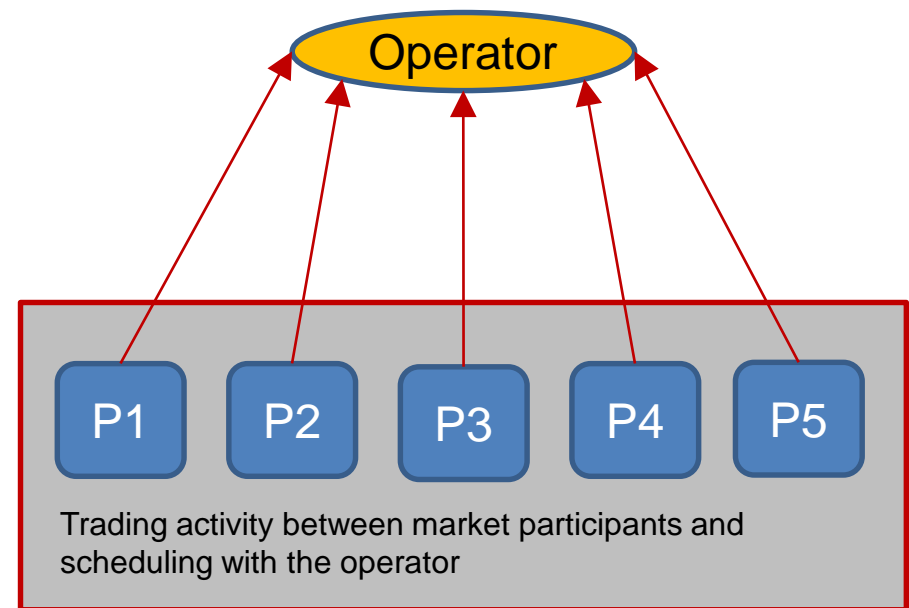 Operator
P1 P2 P3 P4 P5
Trading activity between market participants and
scheduling with the operator